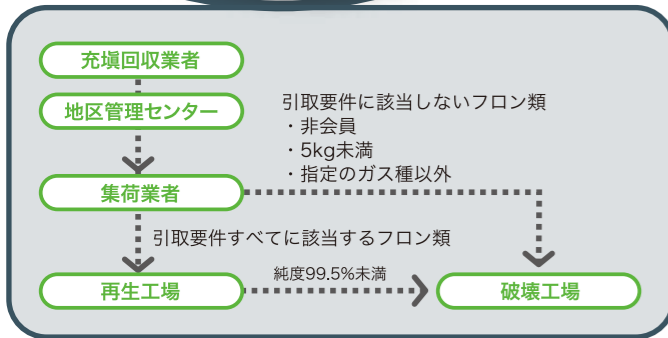 充塡回収業者
地区管理センター
引取要件に該当しないフロン類
・非会員
・5kg未満
・指定のガス種以外
集荷業者
引取要件すべてに該当するフロン類
再生工場
純度99.5%未満
破壊工場